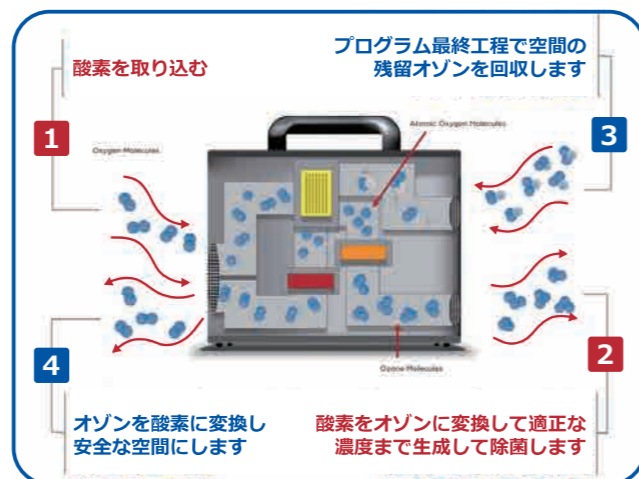 酸素を取り込む
1
Oxygen Molecules
プログラム最終工程で空間の
残留オゾンを回収します
3
Atomic Oxygen Molecules
4
オゾンを酸素に変換し
安全な空間にします
2
酸素をオゾンに変換して適正な
濃度まで生成して除菌します
Ozone Molecules